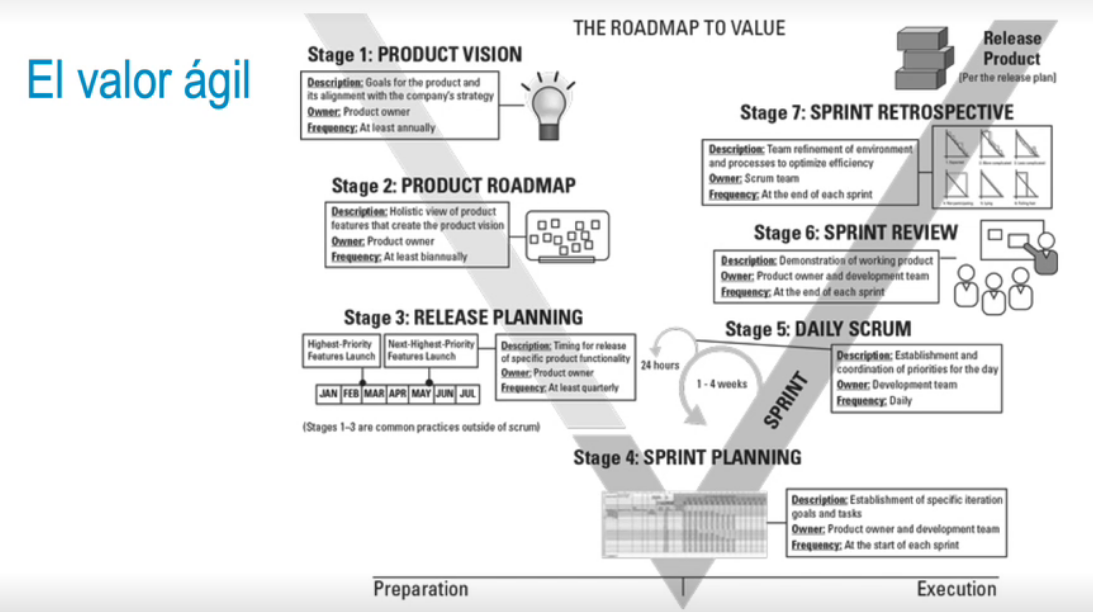 El valor ágil
THE ROADMAP TO VALUE
Stage 1: PRODUCT VISION
Description: Goals for the product and
its alignment with the company's strategy
Owner: Product owner
Frequency: At least annually
Stage 2: PRODUCT ROADMAP
Description: Holistic view of product
features that create the product vision
Owner: Product owner
Frequency: At least biannually
Stage 3: RELEASE PLANNING
Highest-Priority
Features Launch
Next-Highest-Priority
Features Launch
JAN FEB MAR APR MAY JUN JUL
Description: Timing for release
of specific product functionality
Owner: Product owner
Frequency: At least quarterly
(Stages 1–3 are common practices outside of scrum)
24 hours
1 - 4 weeks
SPRINT
Stage 4: SPRINT PLANNING
Description: Establishment of specific iteration
goals and tasks
Owner: Product owner and development team
Frequency: At the start of each sprint
Stage 5: DAILY SCRUM
Description: Establishment and
coordination of priorities for the day
Owner: Development team
Frequency: Daily
Stage 6: SPRINT REVIEW
Description: Demonstration of working product
Owner: Product owner and development team
Frequency: At the end of each sprint
Stage 7: SPRINT RETROSPECTIVE
Description: Team refinement of environment
and processes to optimize efficiency
Owner: Scrum team
Frequency: At the end of each sprint
Release
Product
[Per the release plan]
Preparation
Execution